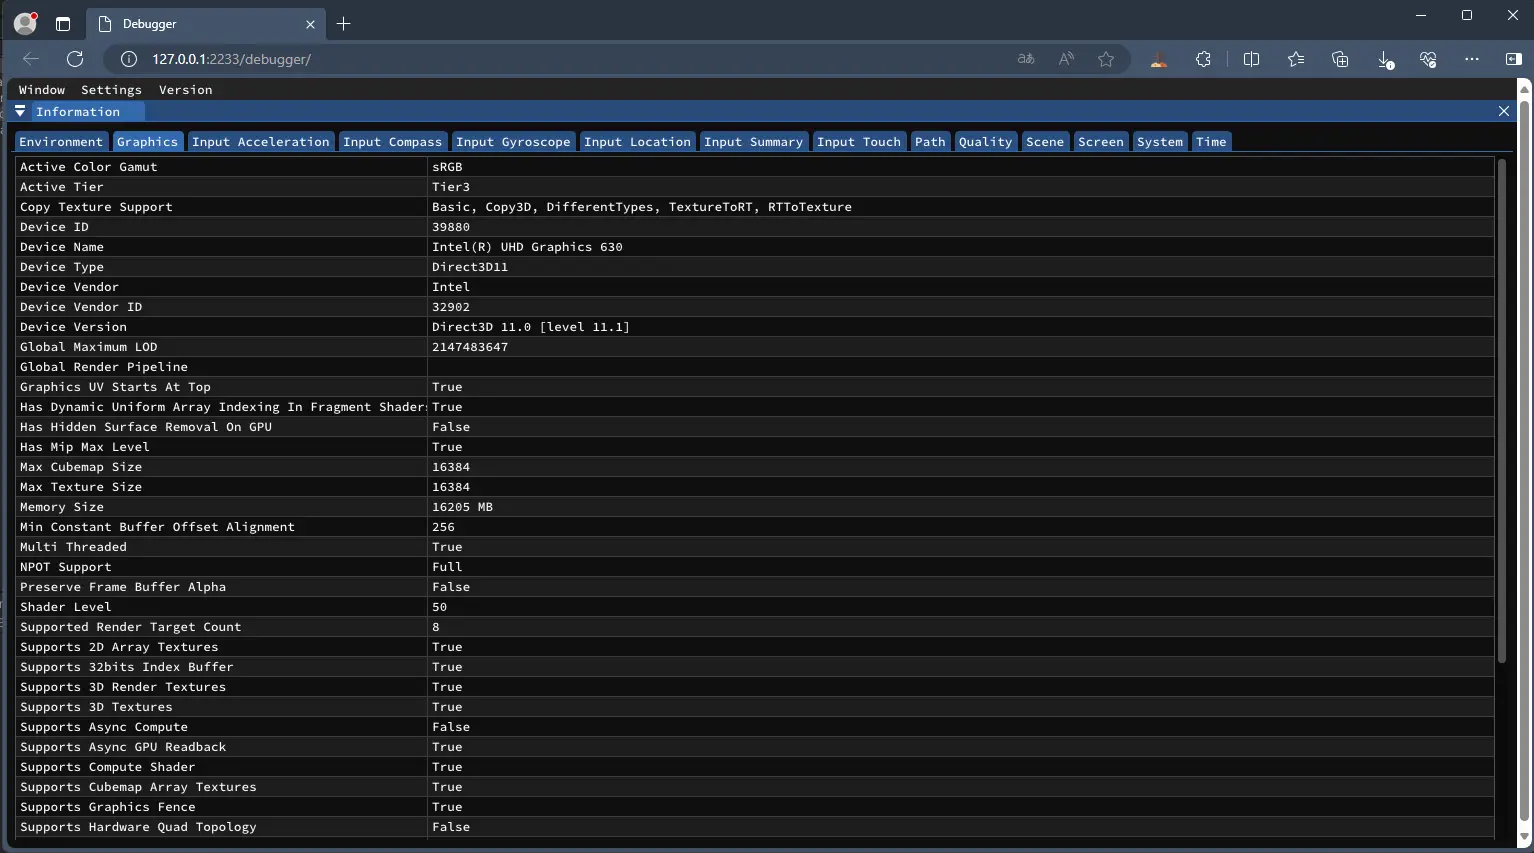 Debugger
127.0.0.1:2233/debugger/
Window Settings Version
Information
Environment Graphics Input Acceleration Input Compass Input Gyroscope Input Location Input Summary Input Touch Path Quality Scene Screen System Time
Active Color Gamut sRGB
Active Tier Tier3
Copy Texture Support Basic, Copy3D, DifferentTypes, TextureToRT, RTToTexture
Device ID 39880
Device Name Intel(R) UHD Graphics 630
Device Type Direct3D11
Device Vendor Intel
Device Vendor ID 32902
Device Version Direct3D 11.0 [level 11.1]
Global Maximum LOD 2147483647
Global Render Pipeline
Graphics UV Starts At Top True
Has Dynamic Uniform Array Indexing In Fragment Shader: True
Has Hidden Surface Removal On GPU False
Has Mip Max Level True
Max Cubemap Size 16384
Max Texture Size 16384
Memory Size 16205 MB
Min Constant Buffer Offset Alignment 256
Multi Threaded True
NPOT Support Full
Preserve Frame Buffer Alpha False
Shader Level 50
Supported Render Target Count 8
Supports 2D Array Textures True
Supports 32bits Index Buffer True
Supports 3D Render Textures True
Supports 3D Textures True
Supports Async Compute False
Supports Async GPU Readback True
Supports Compute Shader True
Supports Cubemap Array Textures True
Supports Graphics Fence True
Supports Hardware Quad Topology False